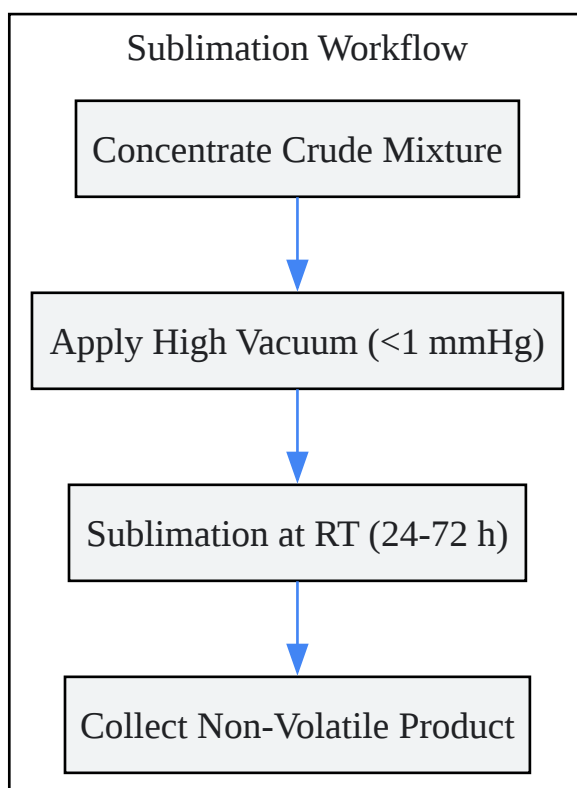 Sublimation Workflow
Concentrate Crude Mixture
Apply High Vacuum (<1 mmHg)
Sublimation at RT (24-72 h)
Collect Non-Volatile Product